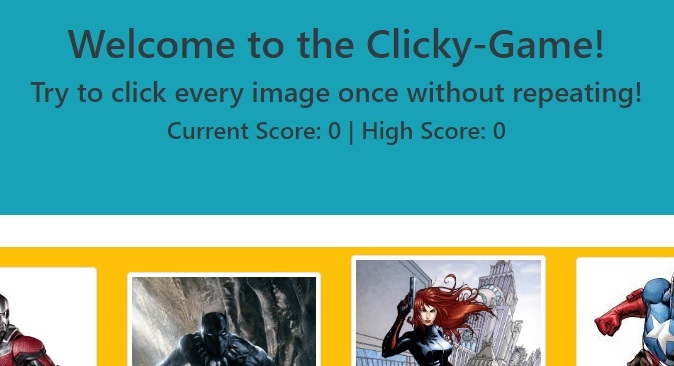 Welcome to the Clicky-Game!
Try to click every image once without repeating!
Current Score: 0 | High Score: 0